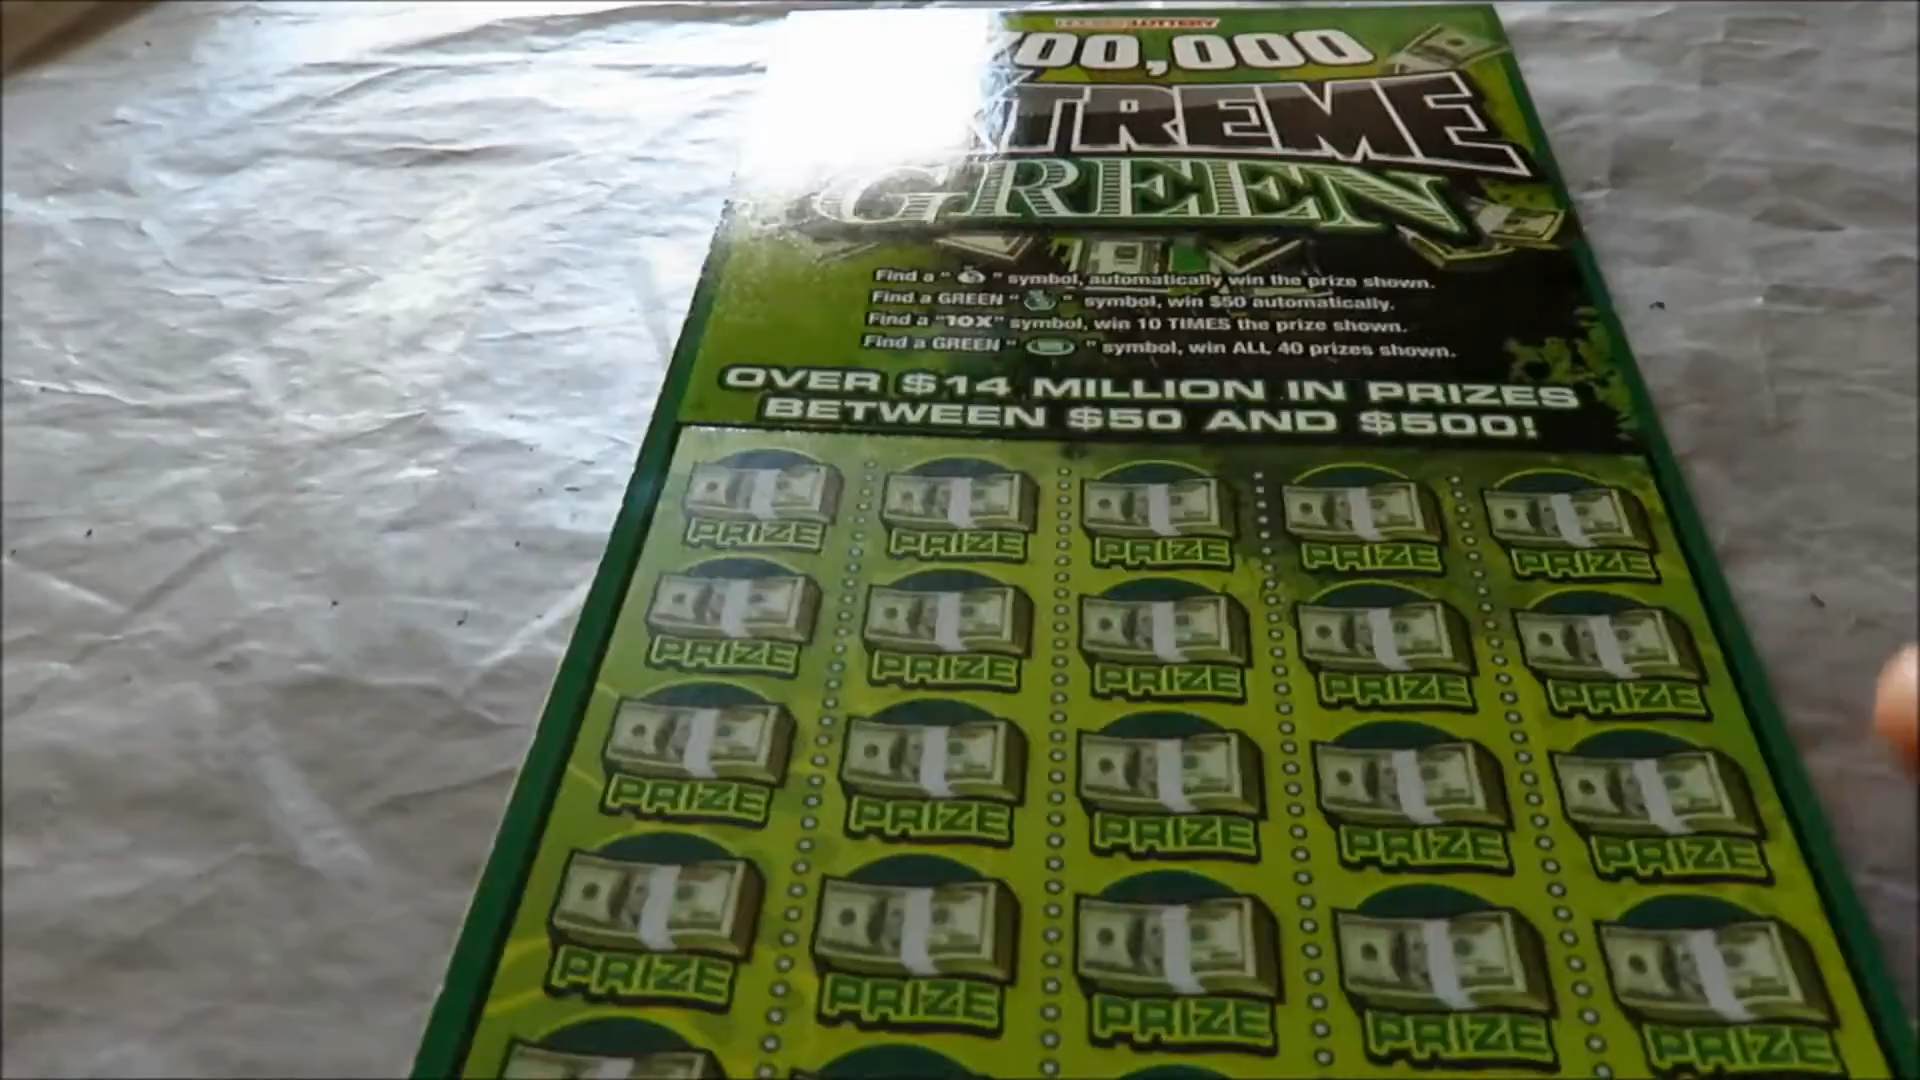 LOTTERY
00,000
XTREME
GREEN
Find a " " symbol, automatically win the prize shown.
Find a GREEN " " symbol, win $50 automatically.
Find a "10X" symbol, win 10 TIMES the prize shown.
Find a GREEN " " symbol, win ALL 40 prizes shown.
OVER $14 MILLION IN PRIZES
BETWEEN $50 AND $500!
PRIZE PRIZE PRIZE PRIZE PRIZE
PRIZE PRIZE PRIZE PRIZE PRIZE
PRIZE PRIZE PRIZE PRIZE PRIZE
PRIZE PRIZE PRIZE PRIZE PRIZE